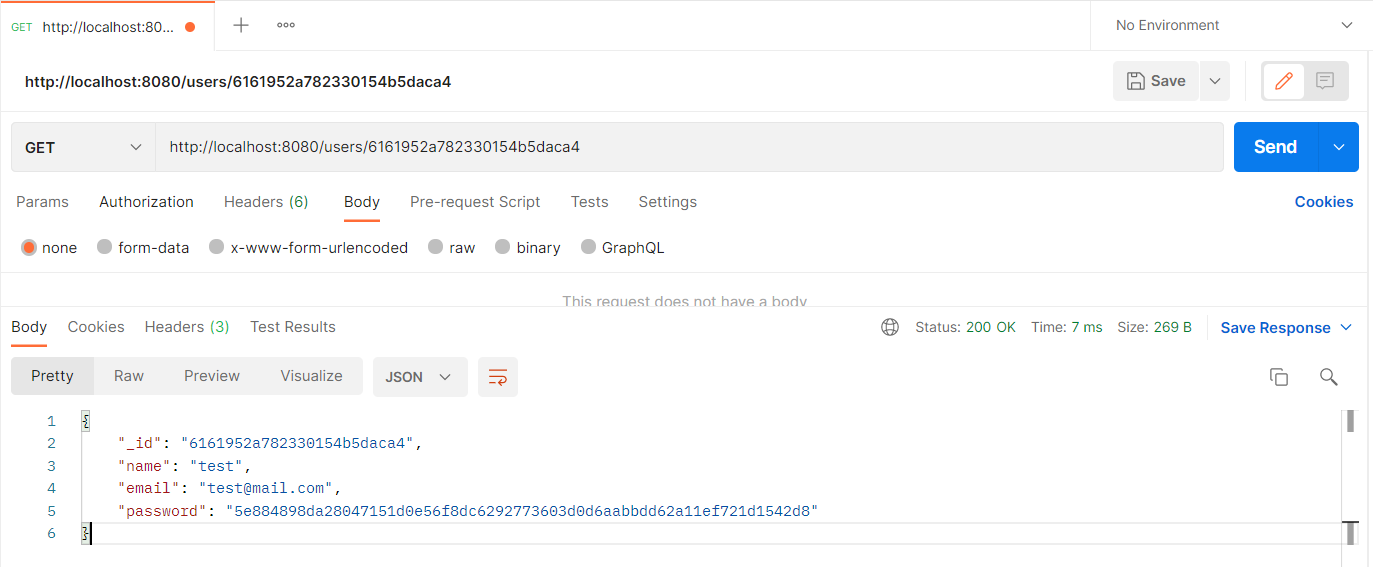 GET http://localhost:80...
No Environment
http://localhost:8080/users/6161952a782330154b5daca4
Save
GET http://localhost:8080/users/6161952a782330154b5daca4 Send
Params Authorization Headers (6) Body Pre-request Script Tests Settings Cookies
none form-data x-www-form-urlencoded raw binary GraphQL
This request does not have a body
Body Cookies Headers (3) Test Results Status: 200 OK Time: 7 ms Size: 269 B Save Response
Pretty Raw Preview Visualize JSON
1 {
2 "_id": "6161952a782330154b5daca4",
3 "name": "test",
4 "email": "test@mail.com",
5 "password": "5e884898da28047151d0e56f8dc6292773603d0d6aabbdd62a11ef721d1542d8"
6 }